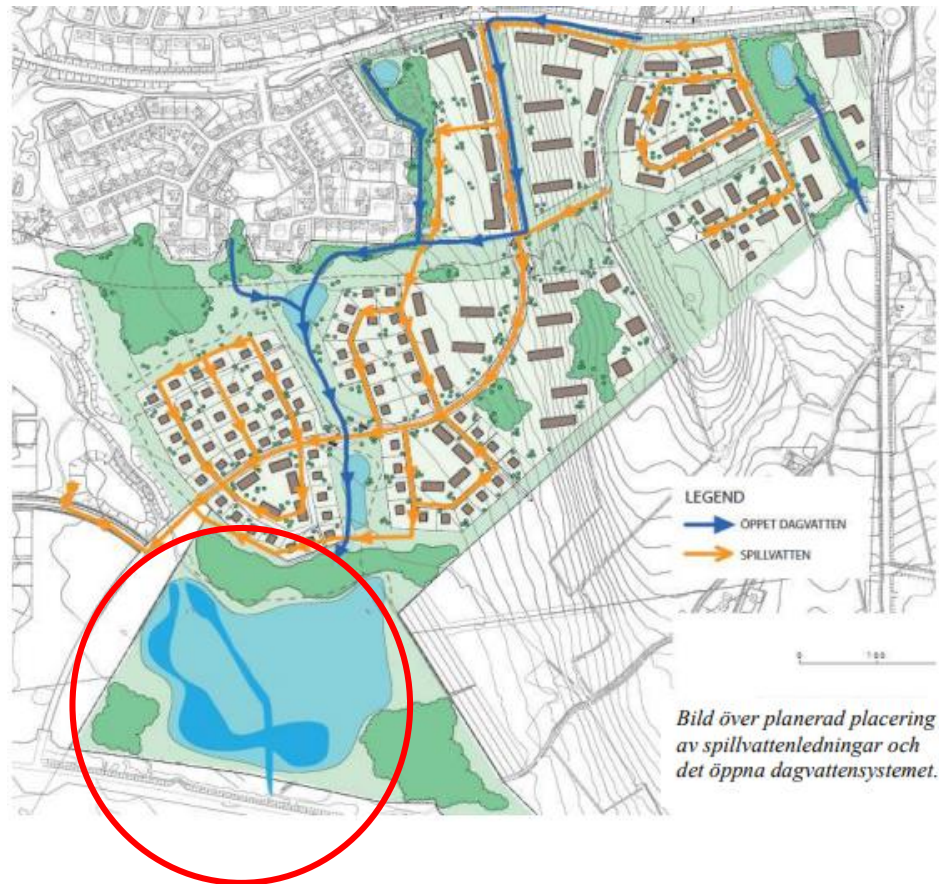 LEGEND
ÖPPET DAGVATTEN
SPILLVATTEN
0 100
Bild över planerad placering
av spillvattenledningar och
det öppna dagvattensystemet.